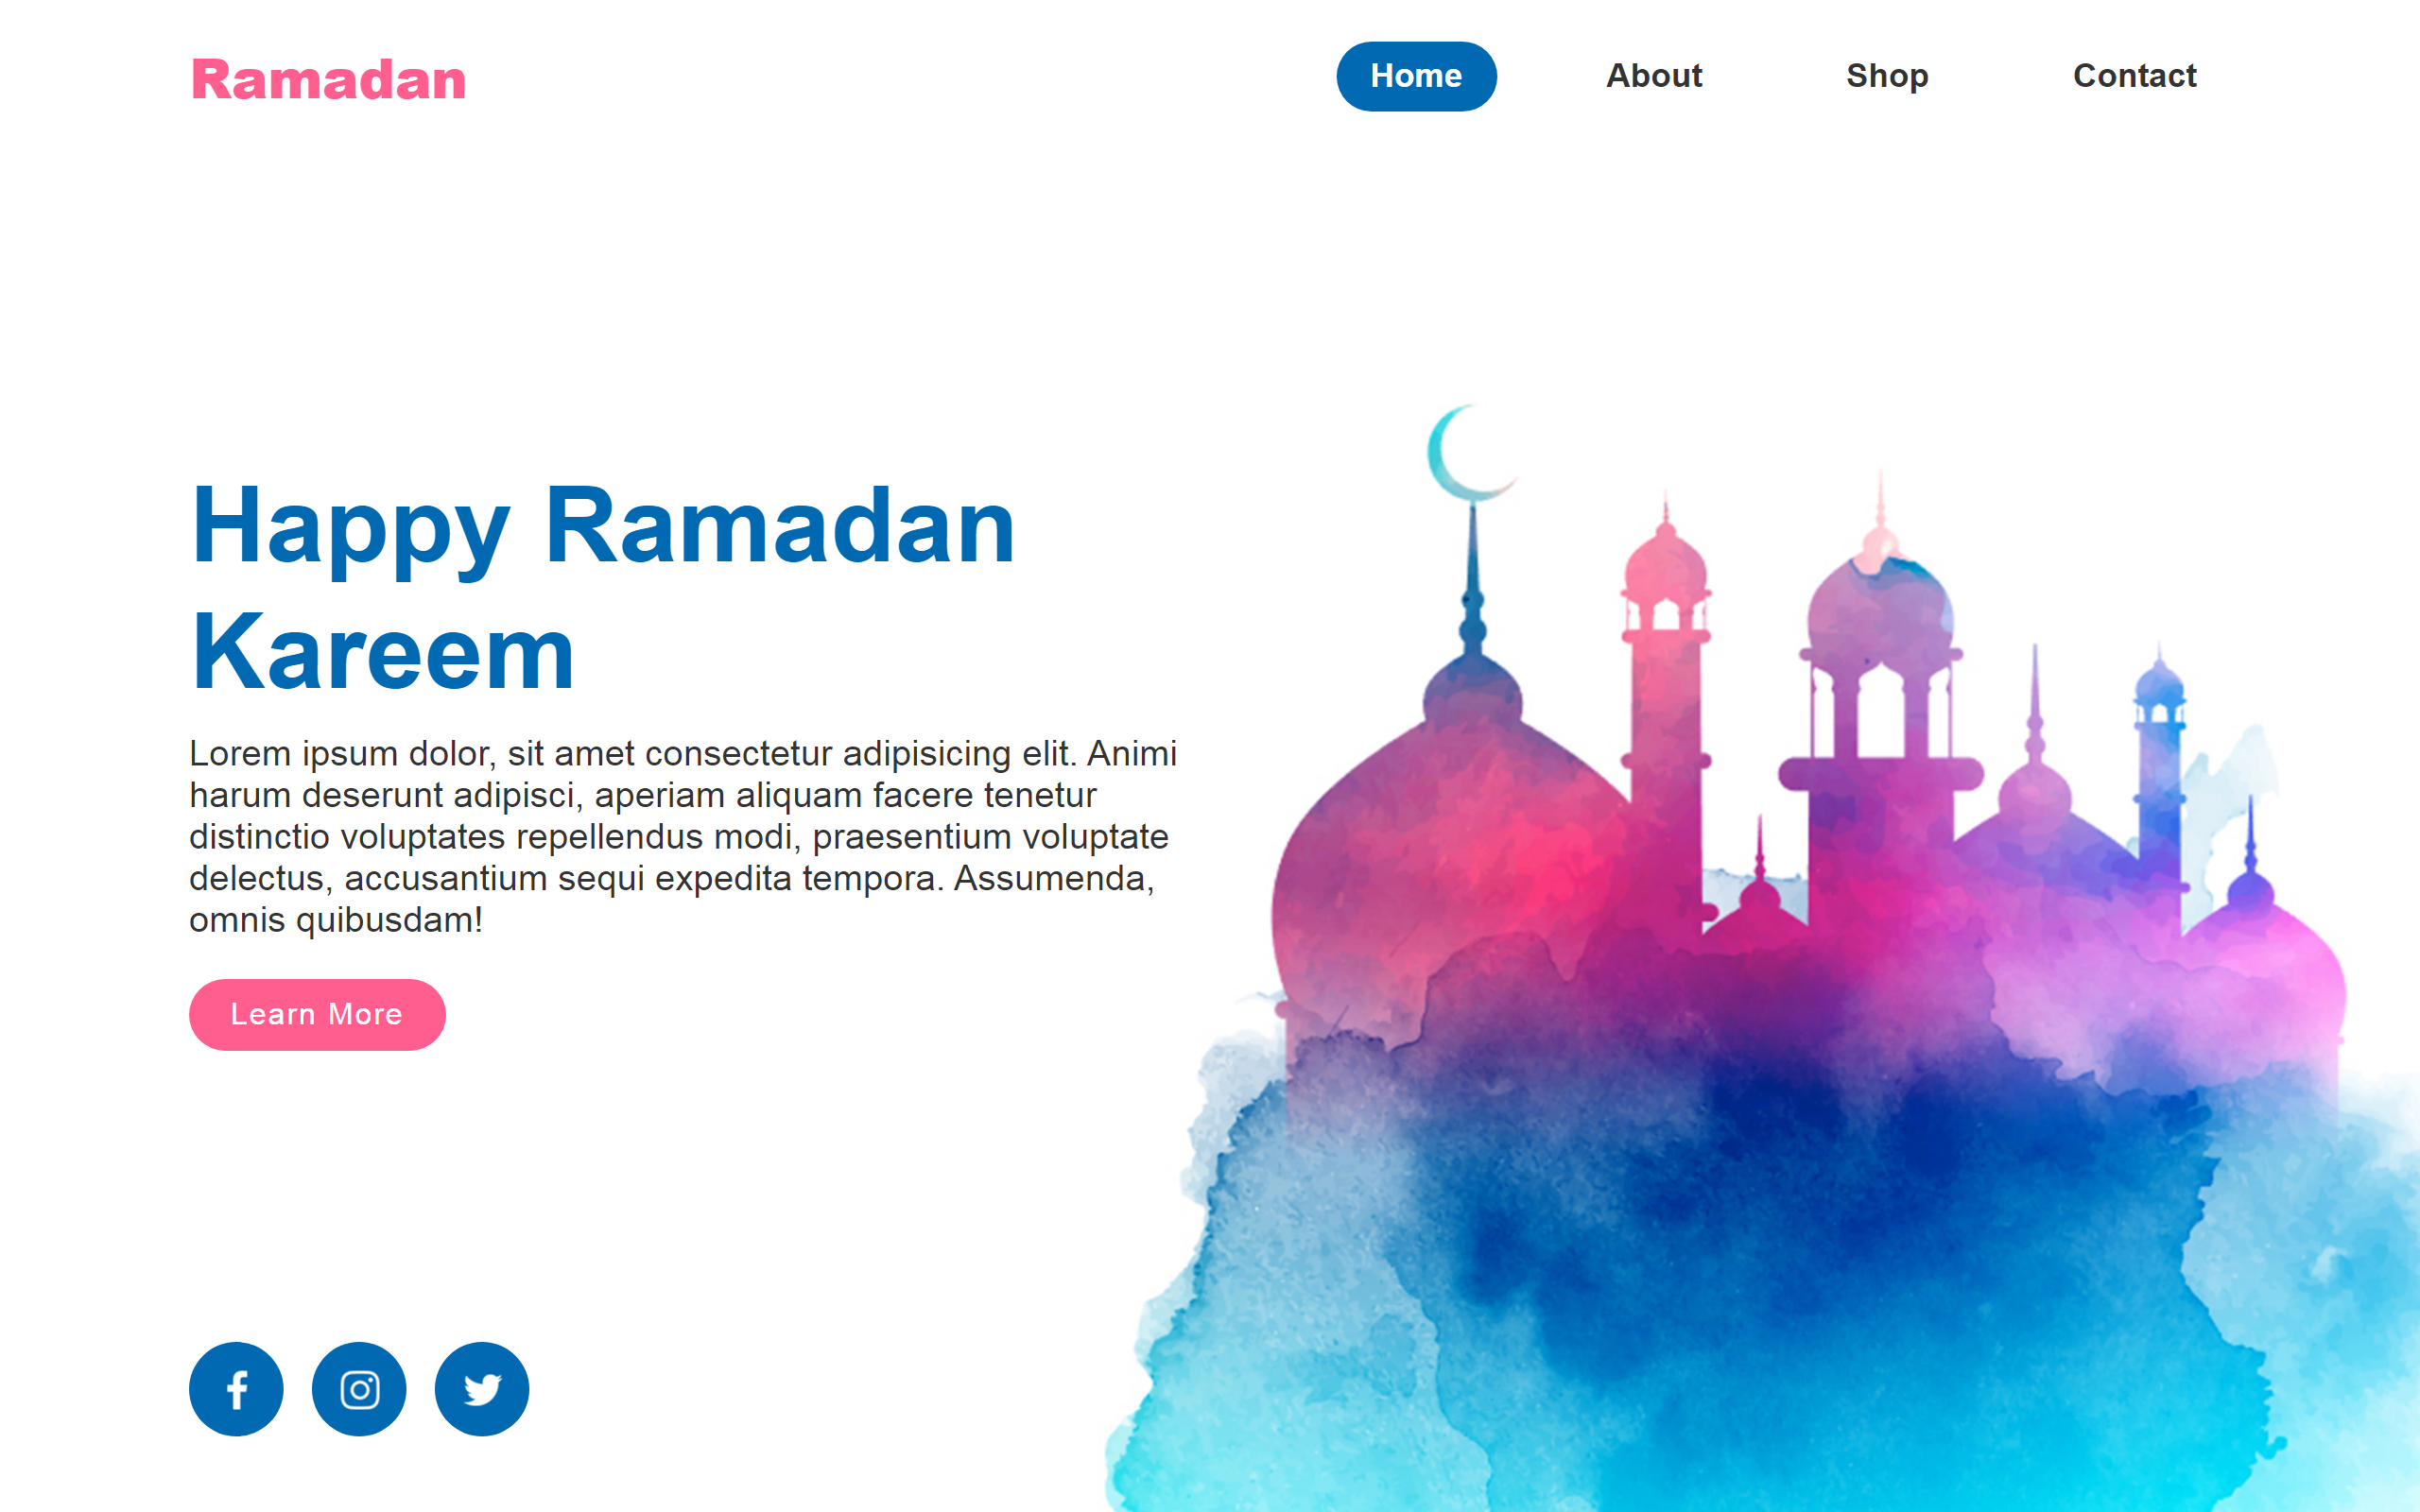 Ramadan
Home About Shop Contact
Happy Ramadan
Kareem
Lorem ipsum dolor, sit amet consectetur adipisicing elit. Animi
harum deserunt adipisci, aperiam aliquam facere tenetur
distinctio voluptates repellendus modi, praesentium voluptate
delectus, accusantium sequi expedita tempora. Assumenda,
omnis quibusdam!
Learn More